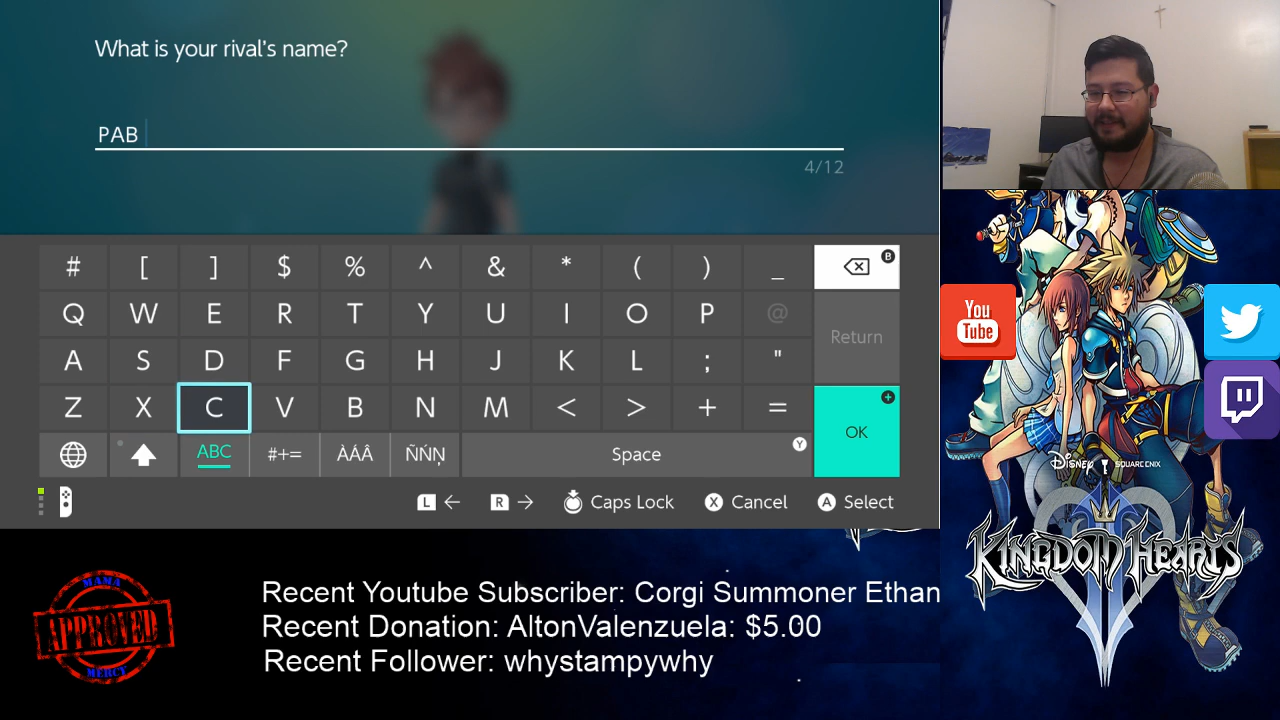 What is your rival's name?
PAB
4/12
# [ ] $ % ^ & * ( ) _ B
Q W E R T Y U I O P @ Return
A S D F G H J K L ; "
Z X C V B N M < > + = OK
ABC #+= ÀÁÂ ÑŃŅ Space Y
L ← R → Caps Lock X Cancel A Select
You
Tube
DISNEY SQUARE ENIX
KINGDOM HEARTS
II
MAMA
APPROVED
MERCY
Recent Youtube Subscriber: Corgi Summoner Ethan
Recent Donation: AltonValenzuela: $5.00
Recent Follower: whystampywhy